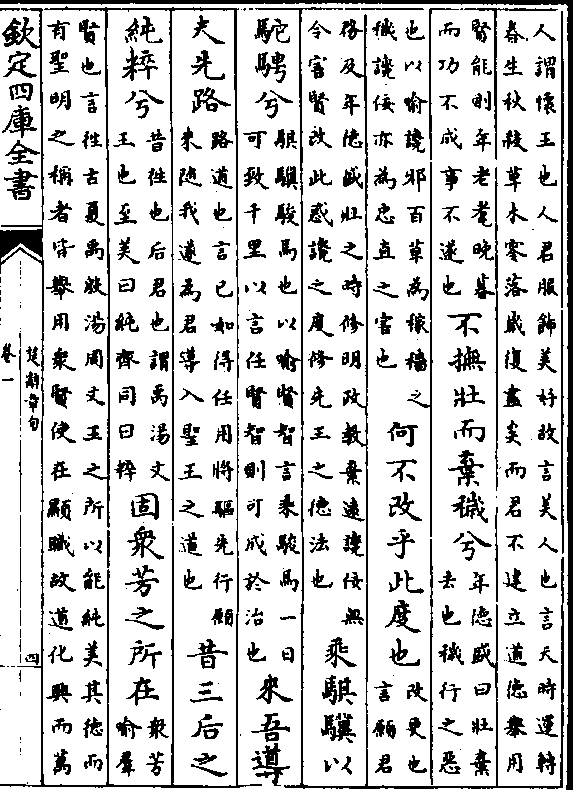 人謂懷王也人君服飾美好故言美人也言天時運轉
春生秋殺草木零落歲復盡矣而君不建立道德舉用
賢能則年老耄晚暮
而功不成事不遂也
不撫壯而棄穢兮
年德盛曰壯棄
去也穢行之惡
也以喻讒邪百草為稼穡之
穢讒佞亦為忠直之害也
何不改乎此度也
改更也
言願君
務及年德盛壯之時修明政教棄遠讒佞無
令害賢改此惑讒之度修先王之德法也
乘騏驥以
駝騁兮
騏驥駿馬也以喻賢智言乘駿馬一日
可致千里以言任賢智則可成於治也
來吾導
夫先路
路道也言已如得任用將驅先行願
來隨我遂為君導入聖王之道也
昔三后之
純粹兮
昔往也后君也謂禹湯文
王也至美曰純齊同曰粹
固衆芳之所在
衆芳
喻羣
賢也言往古夏禹殷湯周文王之所以能純美其德而
有聖明之稱者皆舉用衆賢使在顯職故道化興而萬
欽定四庫全書
楚辭章句
卷一
四